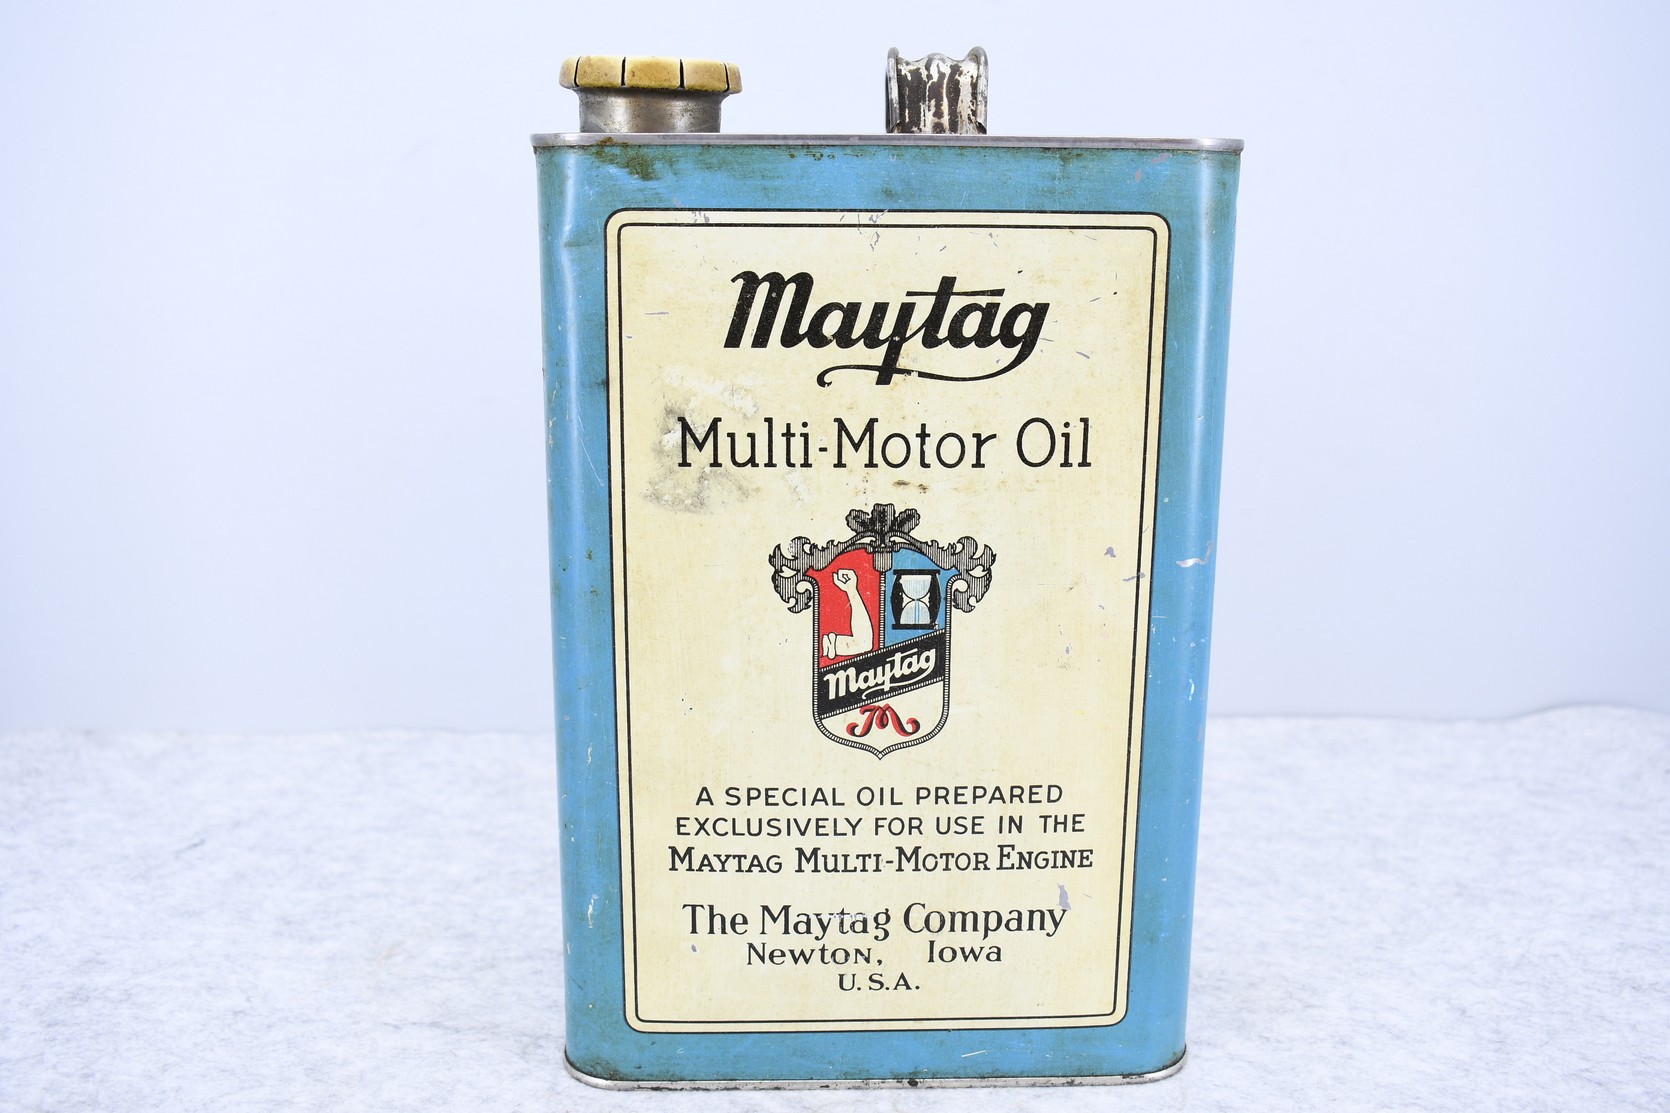 Maytag
Multi-Motor Oil
Maytag
M
A SPECIAL OIL PREPARED
EXCLUSIVELY FOR USE IN THE
MAYTAG MULTI-MOTOR ENGINE
The Maytag Company
Newton, Iowa
U.S.A.